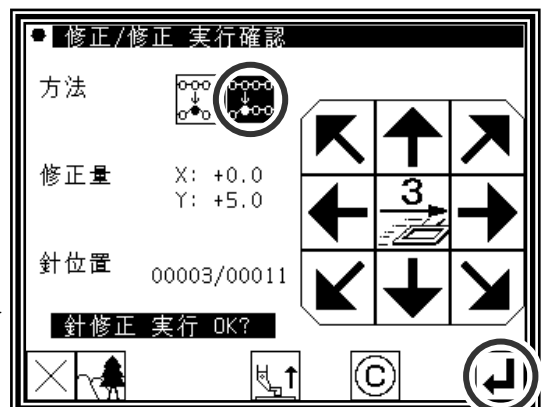 修正/修正 実行確認
方法
修正量 X: +0.0
Y: +5.0
3
針位置 00003/00011
針修正 実行 OK?
C